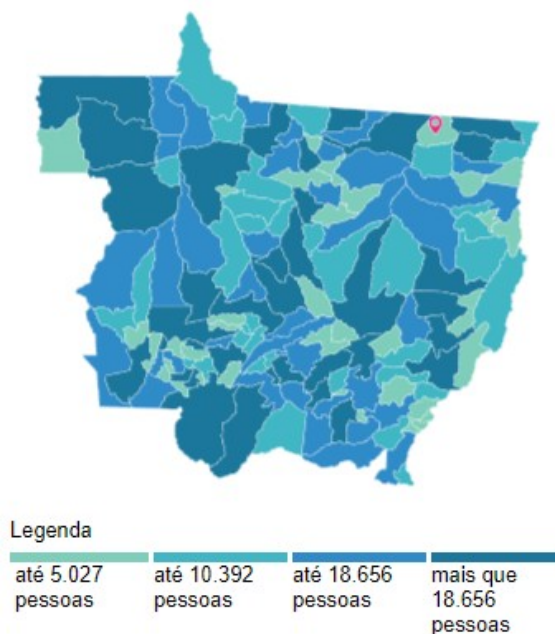 Legenda
até 5.027
pessoas
até 10.392
pessoas
até 18.656
pessoas
mais que
18.656
pessoas